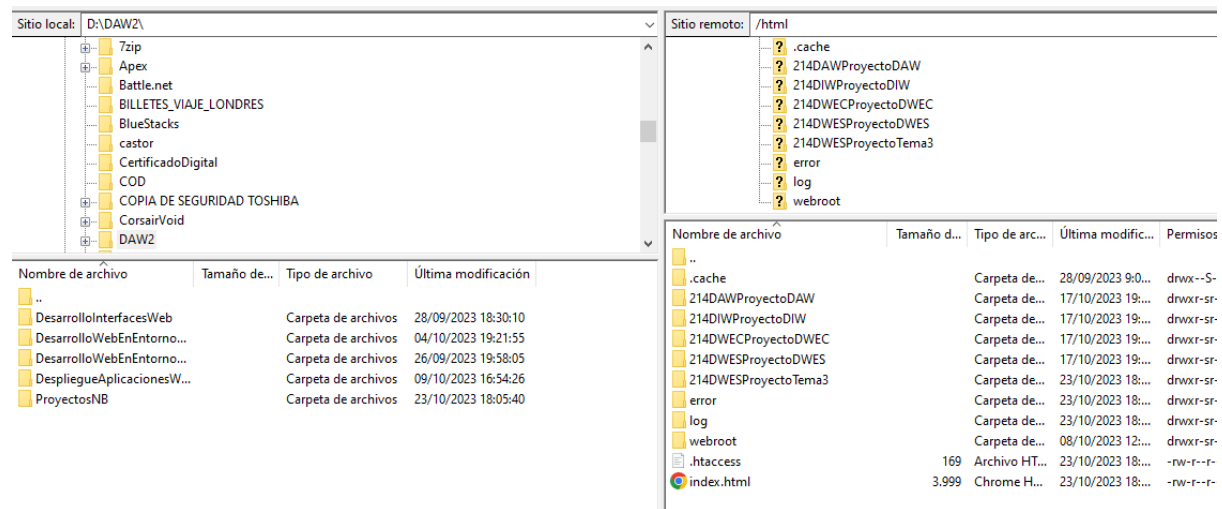 Sitio local: D:\DAW2\
7zip
Apex
Battle.net
BILLETES_VIAJE_LONDRES
BlueStacks
castor
CertificadoDigital
COD
COPIA DE SEGURIDAD TOSHIBA
CorsairVoid
DAW2
Nombre de archivo Tamaño de... Tipo de archivo Última modificación
..
DesarrolloInterfacesWeb Carpeta de archivos 28/09/2023 18:30:10
DesarrolloWebEnEntorno... Carpeta de archivos 04/10/2023 19:21:55
DesarrolloWebEnEntorno... Carpeta de archivos 26/09/2023 19:58:05
DespliegueAplicacionesW... Carpeta de archivos 09/10/2023 16:54:26
ProyectosNB Carpeta de archivos 23/10/2023 18:05:40
Sitio remoto: /html
.cache
214DAWProyectoDAW
214DIWProyectoDIW
214DWECProyectoDWEC
214DWESProyectoDWES
214DWESProyectoTema3
error
log
webroot
Nombre de archivo Tamaño d... Tipo de arc... Última modific... Permisos
..
.cache Carpeta de... 28/09/2023 9:0... drwx--S-
214DAWProyectoDAW Carpeta de... 17/10/2023 19:... drwxr-sr-
214DIWProyectoDIW Carpeta de... 17/10/2023 19:... drwxr-sr-
214DWECProyectoDWEC Carpeta de... 17/10/2023 19:... drwxr-sr-
214DWESProyectoDWES Carpeta de... 17/10/2023 19:... drwxr-sr-
214DWESProyectoTema3 Carpeta de... 23/10/2023 18:... drwxr-sr-
error Carpeta de... 23/10/2023 18:... drwxr-sr-
log Carpeta de... 23/10/2023 18:... drwxr-sr-
webroot Carpeta de... 08/10/2023 12:... drwxr-sr-
.htaccess 169 Archivo HT... 23/10/2023 18:... -rw-r--r-
index.html 3.999 Chrome H... 23/10/2023 18:... -rw-r--r-